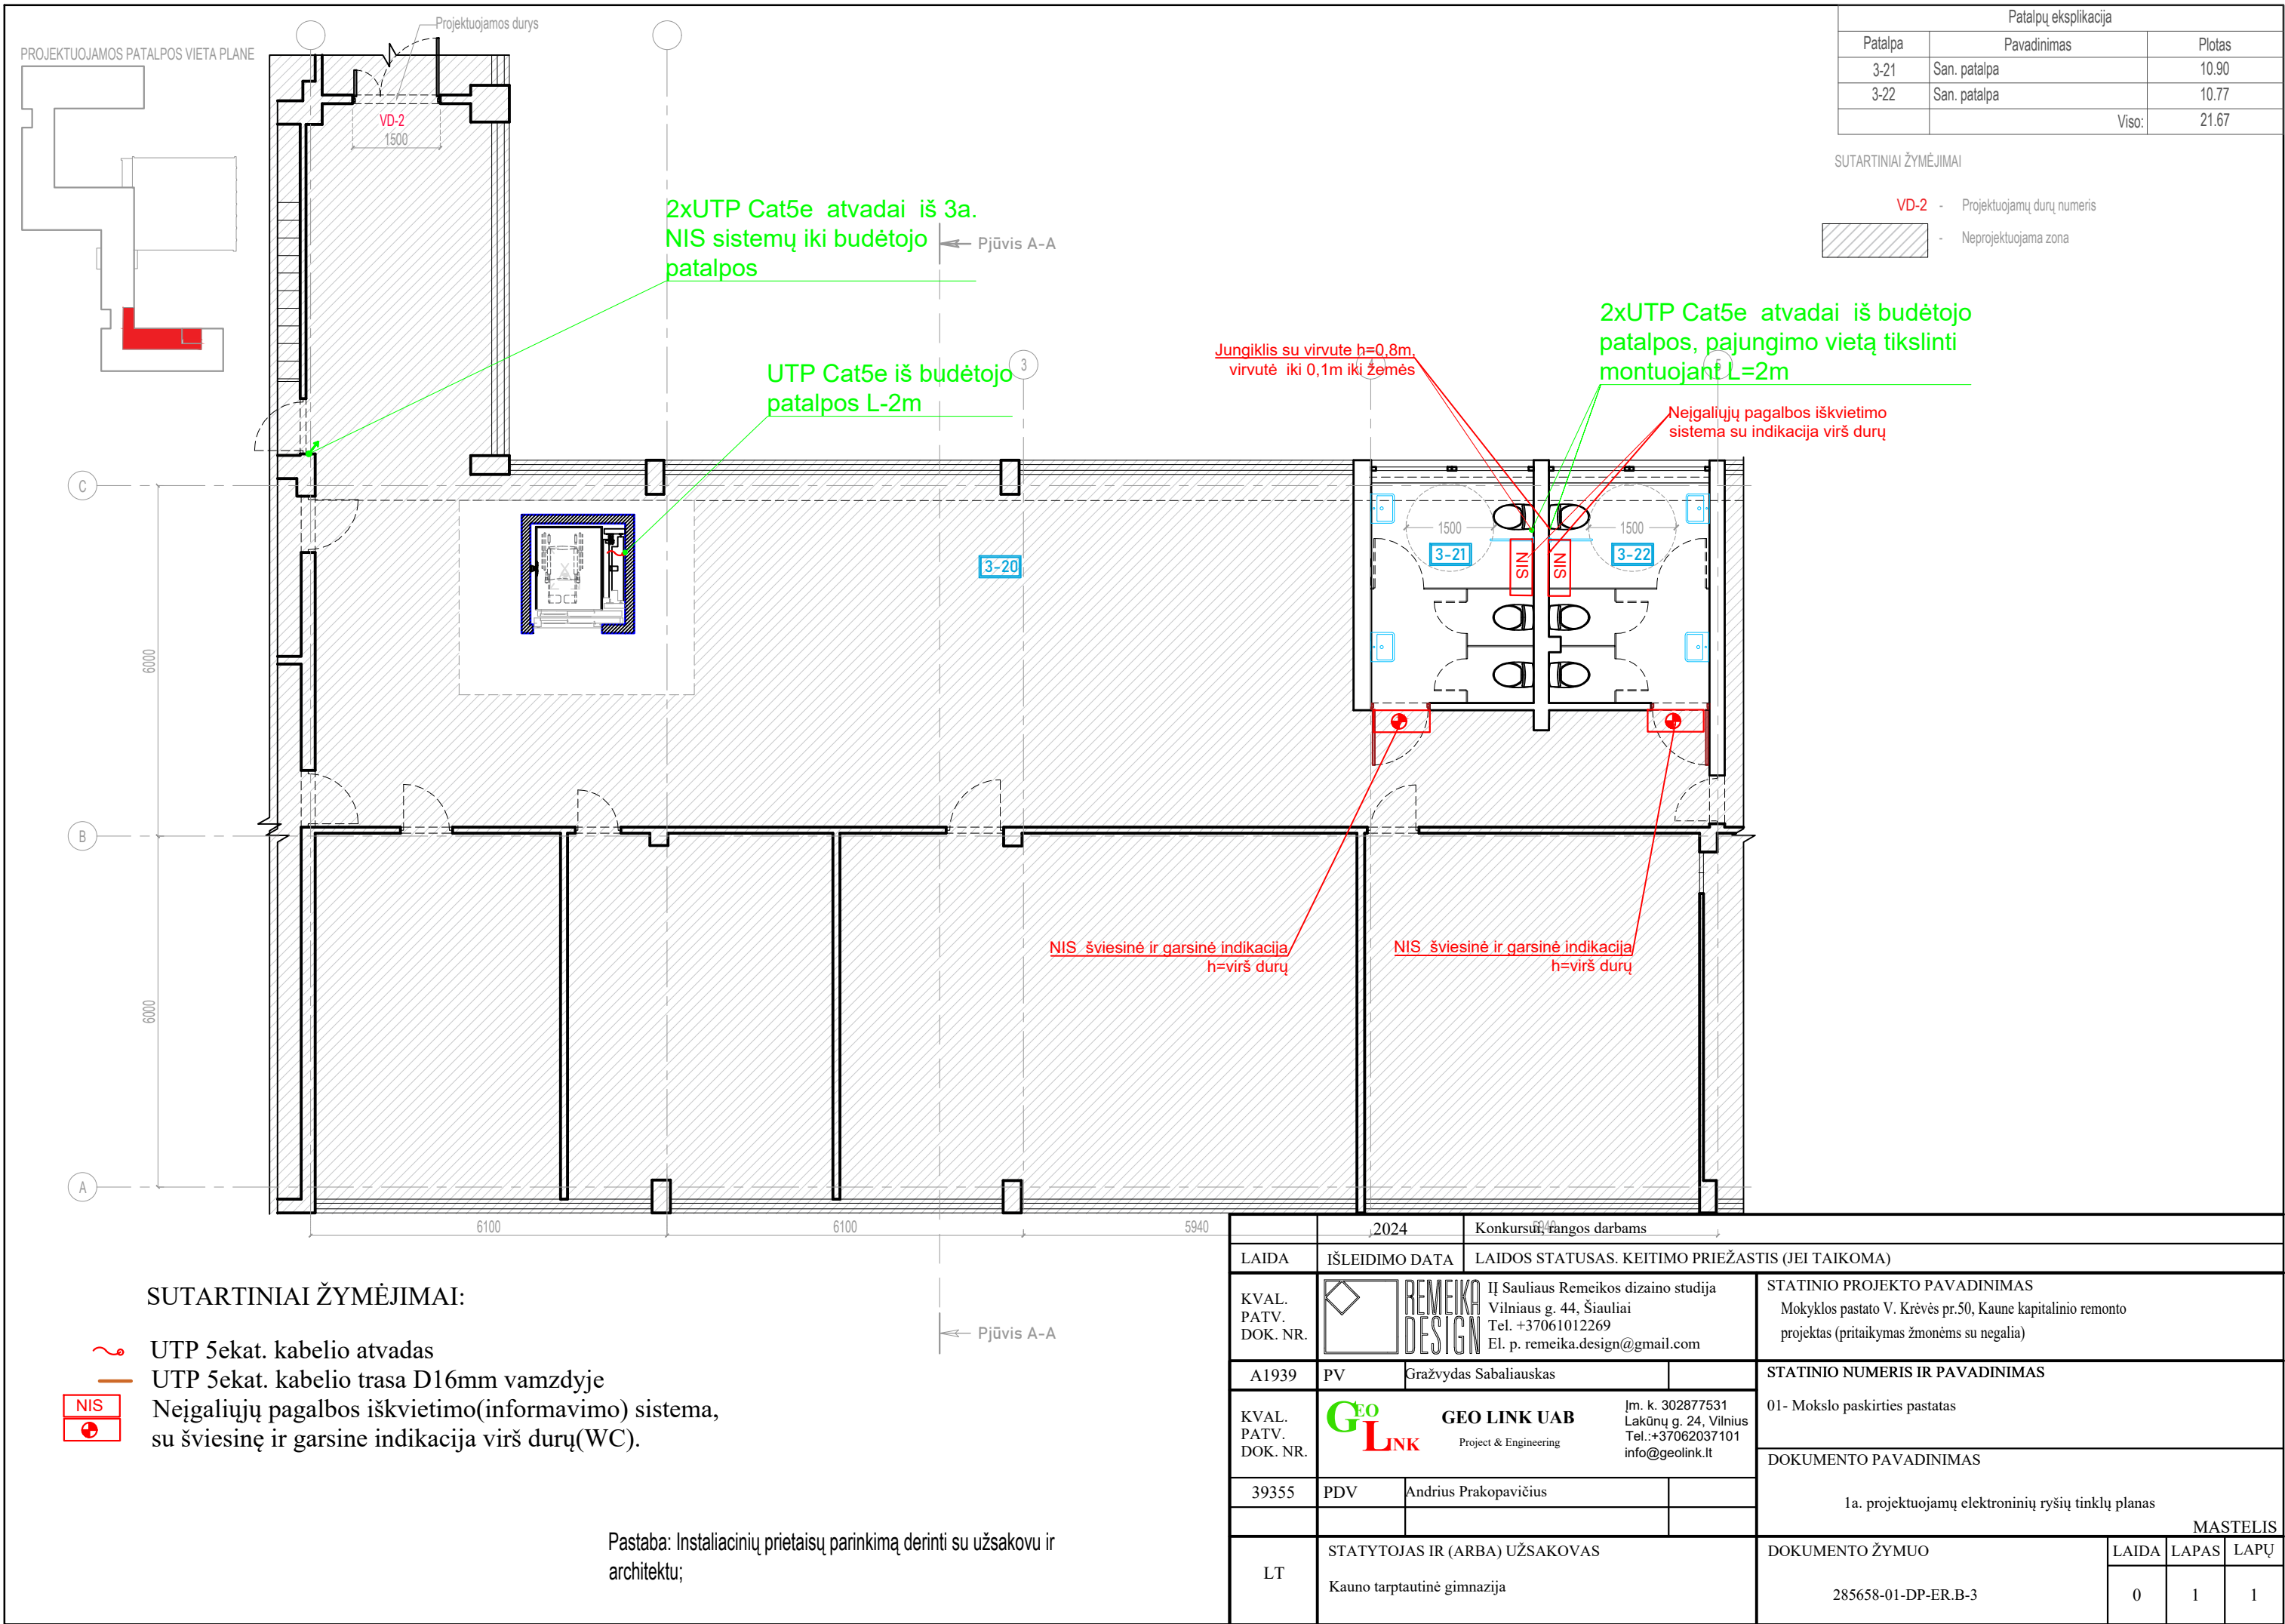 PROJEKTUOJAMOS PATALPOS VIETA PLANE
Projektuojamos durys
VD-2
1500
Patalpų eksplikacija
Patalpa Pavadinimas Plotas
3-21 San. patalpa 10.90
3-22 San. patalpa 10.77
Viso: 21.67
SUTARTINIAI ŽYMĖJIMAI
VD-2 - Projektuojamų durų numeris
- Neprojektuojama zona
2xUTP Cat5e atvadai iš 3a.
NIS sistemų iki budėtojo
patalpos
Pjūvis A-A
UTP Cat5e iš budėtojo
patalpos L-2m
3
Jungiklis su virvute h=0,8m,
virvutė iki 0,1m iki žemės
2xUTP Cat5e atvadai iš budėtojo
patalpos, pajungimo vietą tikslinti
montuojant L=2m
5
Neįgaliųjų pagalbos iškvietimo
sistema su indikacija virš durų
C
1500
1500
3-20
3-21
NIS
NIS
3-22
6000
B
NIS šviesinė ir garsinė indikacija
h=virš durų
NIS šviesinė ir garsinė indikacija
h=virš durų
6000
A
6100
6100
5940
5940
Pjūvis A-A
SUTARTINIAI ŽYMĖJIMAI:
UTP 5ekat. kabelio atvadas
UTP 5ekat. kabelio trasa D16mm vamzdyje
NIS
Neįgaliųjų pagalbos iškvietimo(informavimo) sistema,
su šviesinę ir garsine indikacija virš durų(WC).
Pastaba: Instaliacinių prietaisų parinkimą derinti su užsakovu ir
architektu;
2024 Konkursui, rangos darbams
LAIDA IŠLEIDIMO DATA LAIDOS STATUSAS. KEITIMO PRIEŽASTIS (JEI TAIKOMA)
KVAL.
PATV.
DOK. NR.
REMEIKA
DESIGN
IĮ Sauliaus Remeikos dizaino studija
Vilniaus g. 44, Šiauliai
Tel. +37061012269
El. p. remeika.design@gmail.com
STATINIO PROJEKTO PAVADINIMAS
Mokyklos pastato V. Krėvės pr.50, Kaune kapitalinio remonto
projektas (pritaikymas žmonėms su negalia)
A1939 PV Gražvydas Sabaliauskas
STATINIO NUMERIS IR PAVADINIMAS
01- Mokslo paskirties pastatas
KVAL.
PATV.
DOK. NR.
GEO
LINK
GEO LINK UAB
Project & Engineering
Įm. k. 302877531
Lakūnų g. 24, Vilnius
Tel.:+37062037101
info@geolink.lt
DOKUMENTO PAVADINIMAS
1a. projektuojamų elektroninių ryšių tinklų planas
MASTELIS
39355 PDV Andrius Prakopavičius
LT
STATYTOJAS IR (ARBA) UŽSAKOVAS
Kauno tarptautinė gimnazija
DOKUMENTO ŽYMUO
285658-01-DP-ER.B-3
LAIDA LAPAS LAPŲ
0 1 1